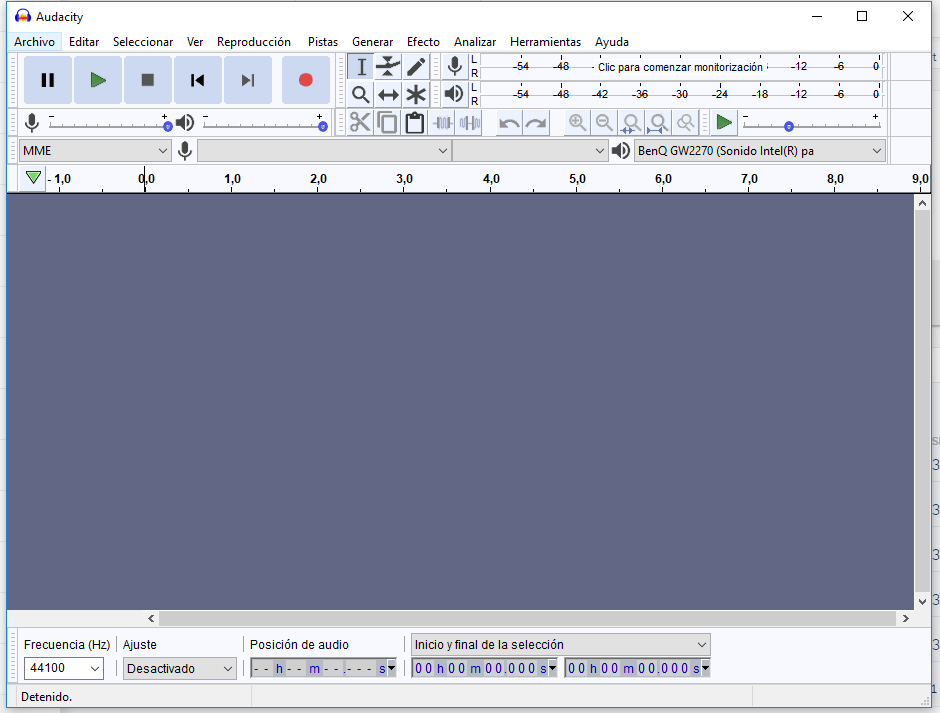 Audacity
Archivo Editar Seleccionar Ver Reproducción Pistas Generar Efecto Analizar Herramientas Ayuda
L
R
-54 -48 - Clic para comenzar monitorización -12 -6 0
L
R
-54 -48 -42 -36 -30 -24 -18 -12 -6 0
- +
- +
- +
MME
BenQ GW2270 (Sonido Intel(R) pa
- 1,0 0,0 1,0 2,0 3,0 4,0 5,0 6,0 7,0 8,0 9,0
Frecuencia (Hz) Ajuste Posición de audio Inicio y final de la selección
44100 Desactivado - - h - - m - - . - - - s 0 0 h 0 0 m 0 0 . 0 0 0 s 0 0 h 0 0 m 0 0 . 0 0 0 s
Detenido.